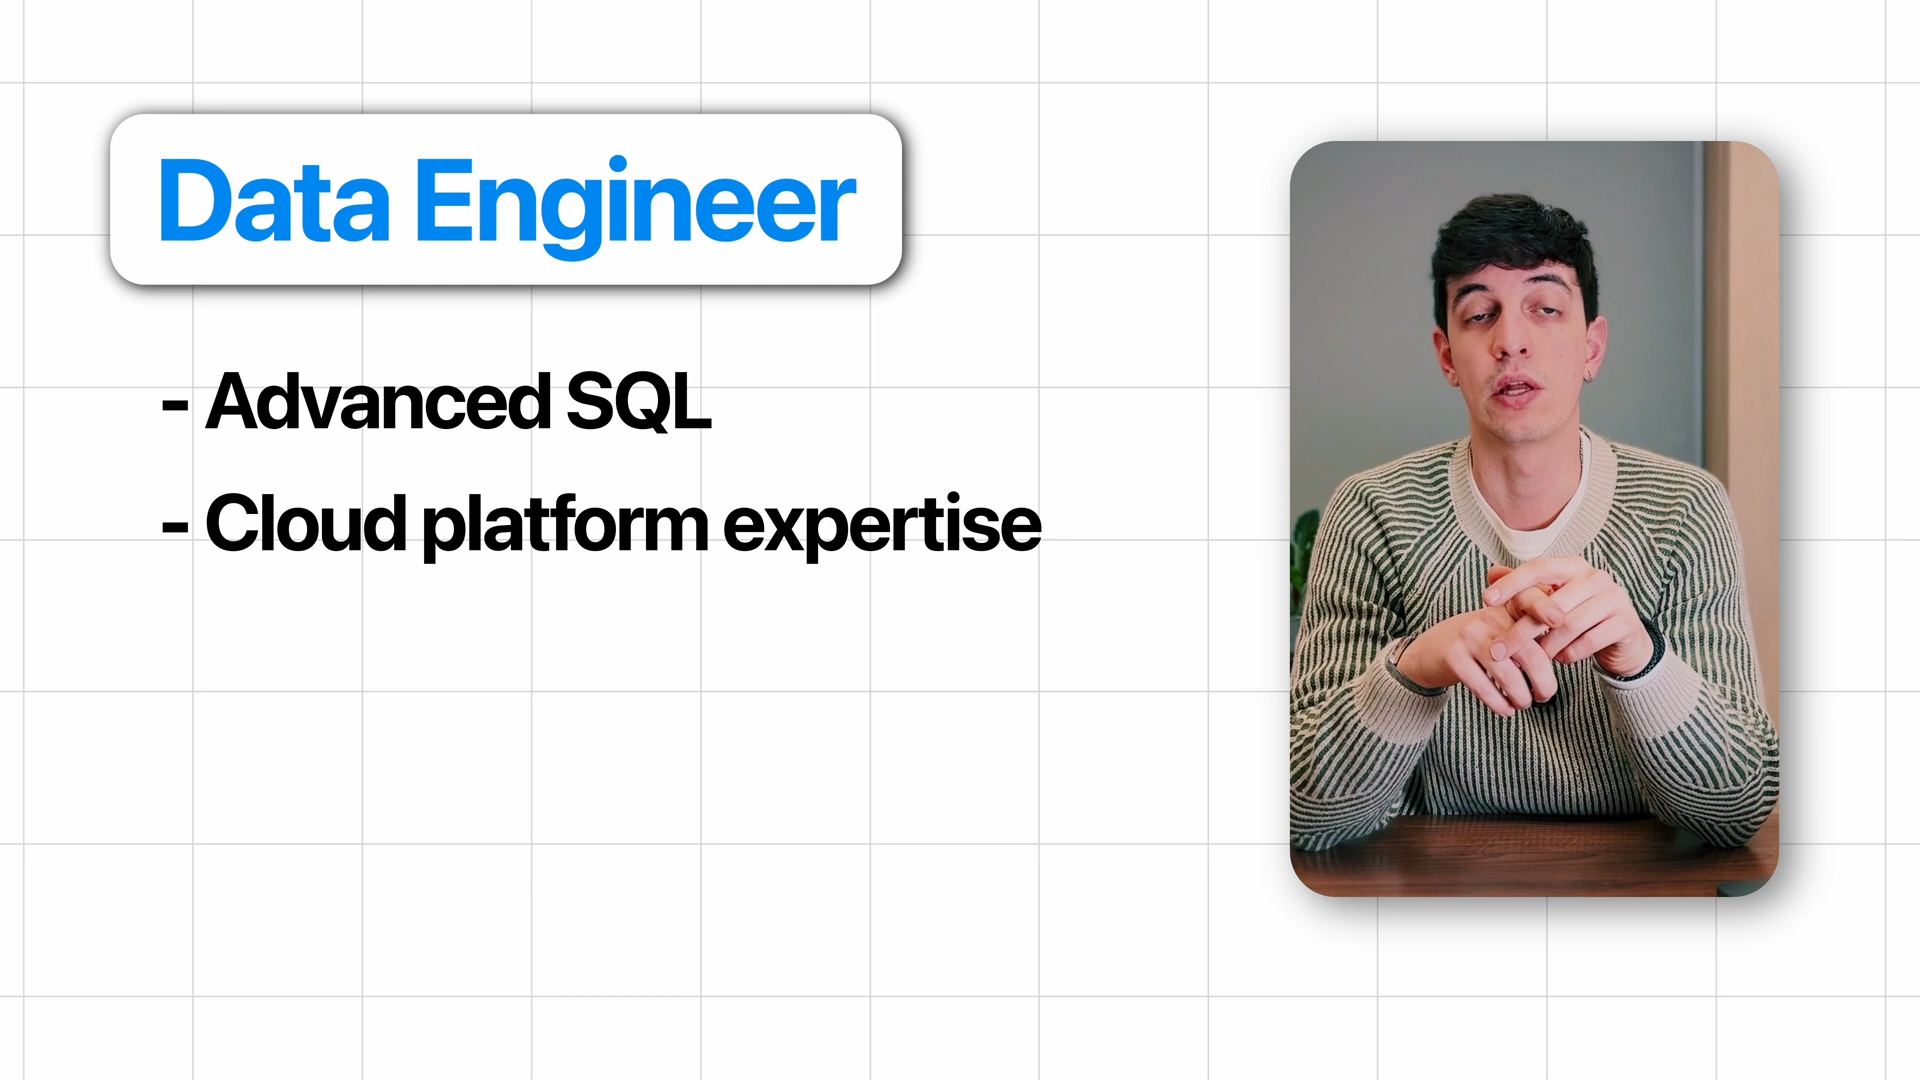 Data Engineer
- Advanced SQL
- Cloud platform expertise